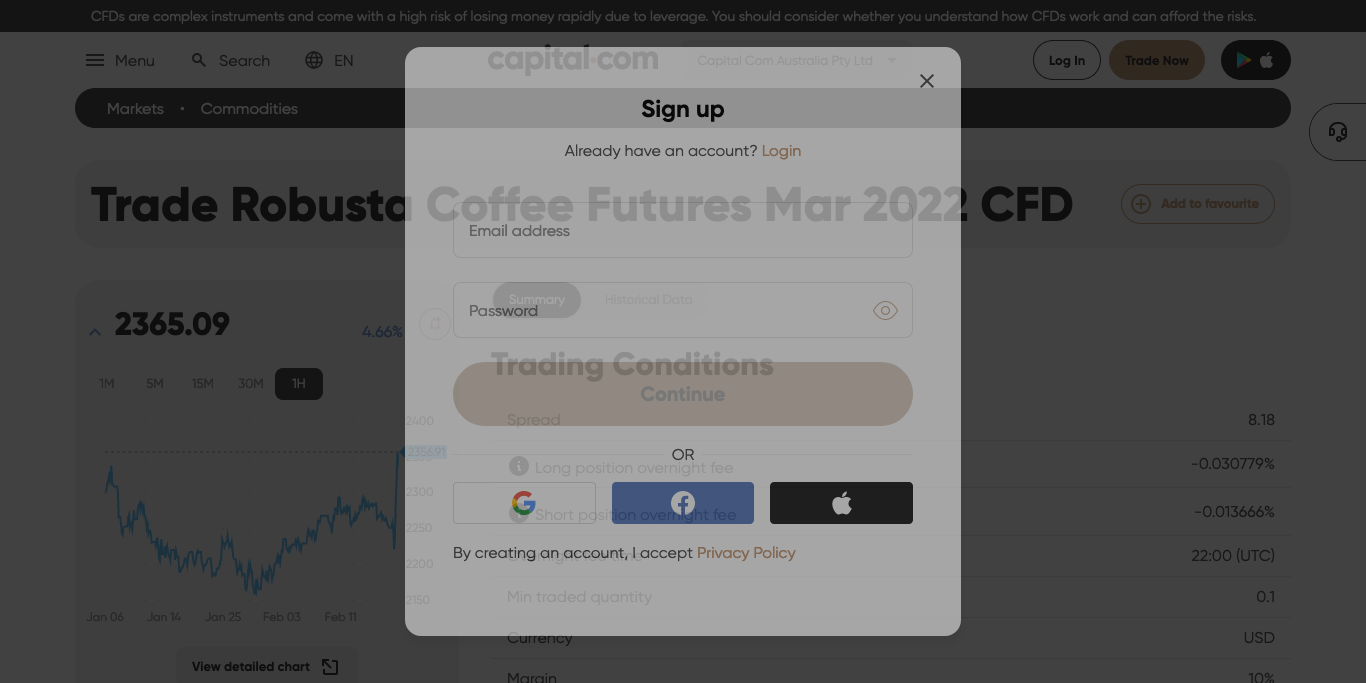 CFDs are complex instruments and come with a high risk of losing money rapidly due to leverage. You should consider whether you understand how CFDs work and can afford the risks.
Menu
Search
EN
capital.com
Capital Com Australia Pty Ltd
Log In
Trade Now
Markets • Commodities
Sign up
Already have an account? Login
Trade Robusta Coffee Futures Mar 2022 CFD
Add to favourite
Email address
Summary
Historical Data
Password
2365.09
4.66%
1M
5M
15M
30M
1H
Trading Conditions
Continue
Spread
8.18
OR
Long position overnight fee
-0.030779%
Short position overnight fee
-0.013666%
By creating an account, I accept Privacy Policy
22:00 (UTC)
Min traded quantity
0.1
Currency
USD
Margin
10%
2400
2356.91
2300
2250
2200
2150
Jan 06
Jan 14
Jan 25
Feb 03
Feb 11
View detailed chart